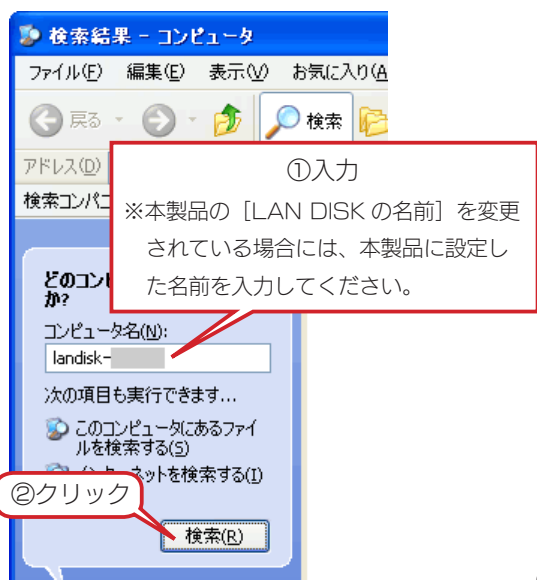 検索結果 - コンピュータ
ファイル(F) 編集(E) 表示(V) お気に入り(A
戻る 検索
アドレス(D)
検索コンパニ
①入力
※本製品の［LAN DISK の名前］を変更
されている場合には、本製品に設定し
た名前を入力してください。
どのコンピ
か?
コンピュータ名(N):
landisk-
次の項目も実行できます...
このコンピュータにあるファイ
ルを検索する(S)
ーネットを検索する(I)
②クリック
検索(R)